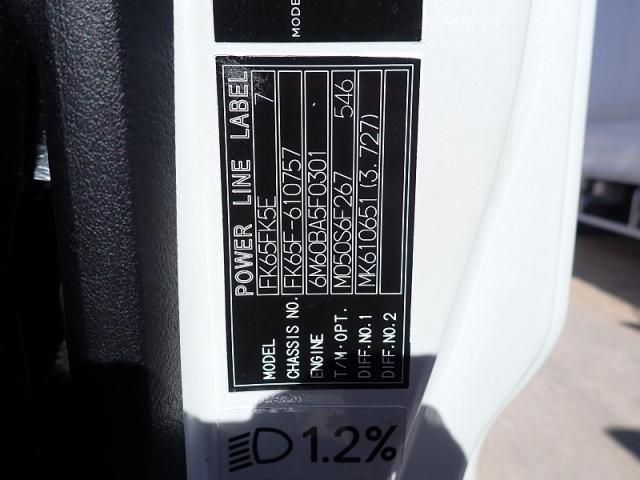 MODE
POWER LINE LABEL
MODEL FK65FK5E 7
CHASSIS NO. FK65F-610757
ENGINE 6M60BA5F0301
T/M·OPT. M050S6F267 546
DIFF.NO.1 MK610651(3.727)
DIFF.NO.2
1.2%